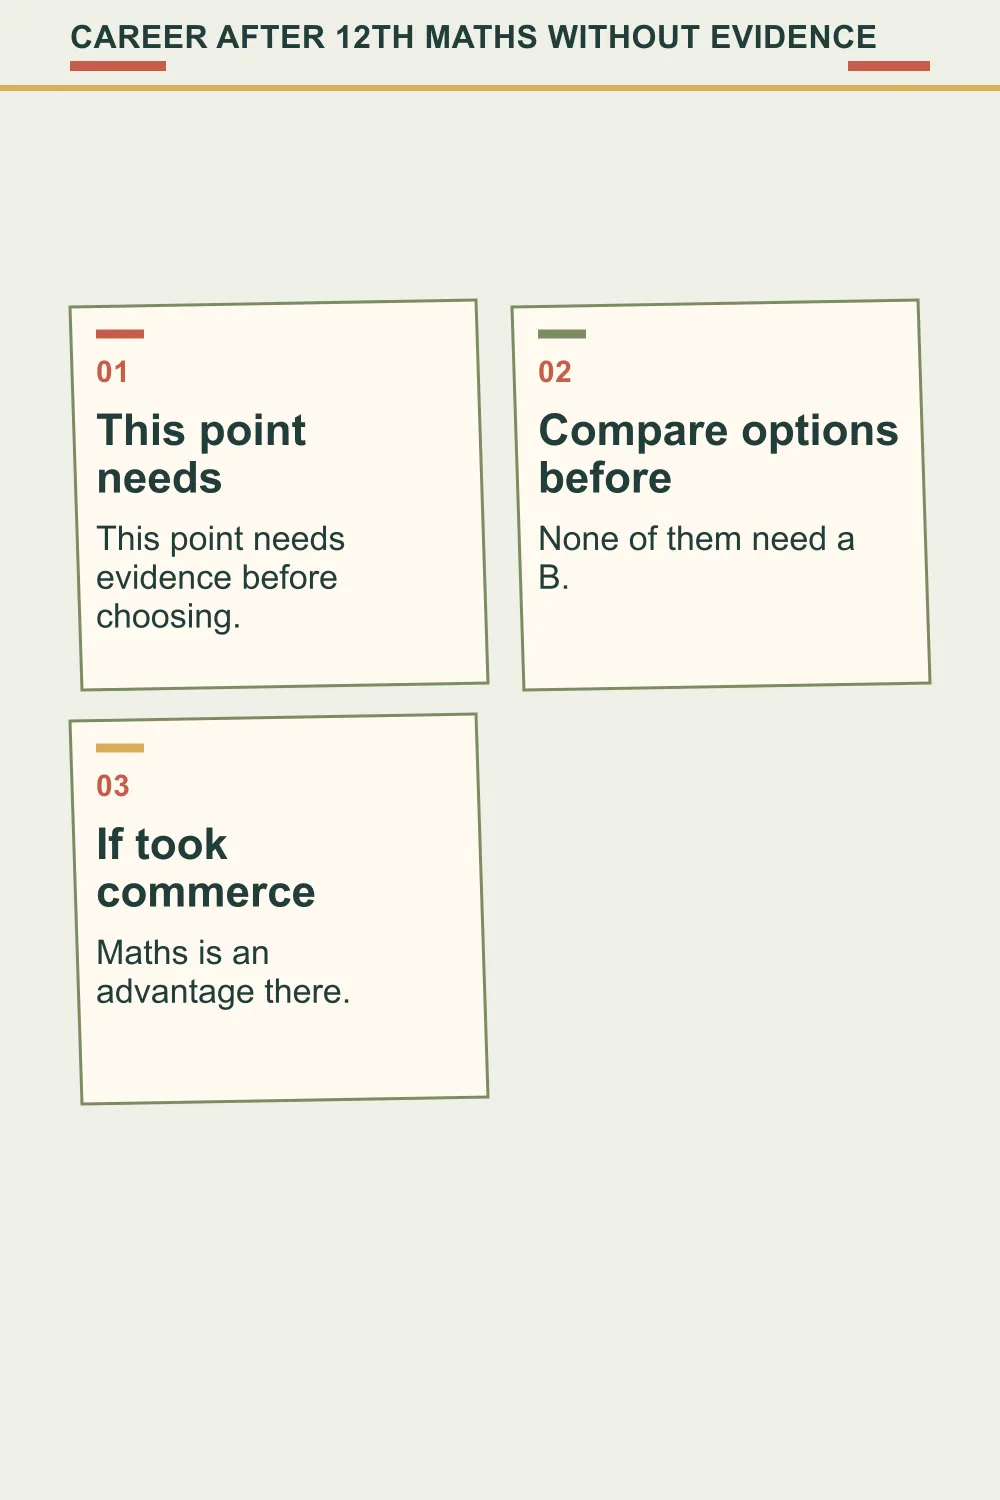 CAREER AFTER 12TH MATHS WITHOUT EVIDENCE
01
This point
needs
This point needs
evidence before
choosing.
02
Compare options
before
None of them need a
B.
03
If took
commerce
Maths is an
advantage there.